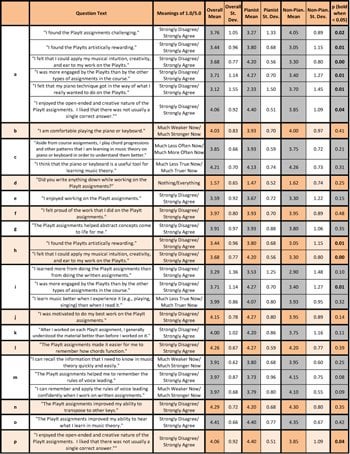 Question Text Meanings of 1.0/5.0 Overall Mean Overall St. Dev. Pianist Mean Pianist St.Dev. Non-Pian. Mean Non-Pian St. Dev. p (bold when < 0.05)
"I found the PlayIt assignments challenging." Strongly Disagree/ Strongly Agree 3.76 1.05 3.27 1.33 4.05 0.89 0.02
"I found the PlayIts artistically-rewarding." Strongly Disagree/ Strongly Agree 3.44 0.96 3.80 0.68 3.05 1.15 0.01
a "I felt that I could apply my musical intuition, creativity, and ear to my work on the PlayIts." Strongly Disagree/ Strongly Agree 3.68 0.77 4.20 0.56 3.30 0.80 0.00
"I was more engaged by the PlayIts than by the other types of assignments in the course." Strongly Disagree/ Strongly Agree 3.71 1.14 4.27 0.70 3.40 1.27 0.01
"I felt that my piano technique got in the way of what I really wanted to do on the PlayIts." Strongly Disagree/ Strongly Agree 3.12 1.55 2.33 1.50 3.70 1.45 0.01
"I enjoyed the open-ended and creative nature of the PlayIt assignments. I liked that there was not usually a single correct answer."" Strongly Disagree/ Strongly Agree 4.06 0.92 4.40 0.51 3.85 1.09 0.04
b "I am comfortable playing the piano or keyboard." Much Weaker Now/ Much Stronger Now 4.03 0.83 3.93 0.70 4.00 0.97 0.41
c "Aside from course assignments, I play chord progressions and other patterns that I am learning in music theory on piano or keyboard in order to understand them better." Much Less Often Now/ Much More Often Now 3.85 0.66 3.93 0.59 3.75 0.72 0.21
"I think that the piano or keyboard is a useful tool for learning music theory." Much Less True Now/ Much Truer Now 4.21 0.70 4.13 0.74 4.26 0.73 0.31
d "Did you write anything down while working on the PlayIt assignments?" Nothing/Everything 1.57 0.65 1.47 0.52 1.62 0.74 0.25
e "I enjoyed working on the PlayIts." Strongly Disagree/ Strongly Agree 3.59 0.92 3.67 0.72 3.30 1.22 0.15
f "I felt proud of the work that I did on the PlayIt assignments." Strongly Disagree/ Strongly Agree 3.97 0.80 3.93 0.70 3.95 0.89 0.48
g "The PlayIt assignments helped abstract concepts come to life for me." Strongly Disagree/ Strongly Agree 3.91 0.97 3.93 0.88 3.80 1.06 0.35
h "I found the PlayIts artistically-rewarding." Strongly Disagree/ Strongly Agree 3.44 0.96 3.80 0.68 3.05 1.15 0.01
"I felt that I could apply my musical intuition, creativity, and ear to my work on the PlayIts." Strongly Disagree/ Strongly Agree 3.68 0.77 4.20 0.56 3.30 0.80 0.00
i "I learned more from doing the PlayIt assignments than from doing the written assignments." Strongly Disagree/ Strongly Agree 3.29 1.36 3.53 1.25 2.90 1.48 0.10
"I was more engaged by the PlayIts than by the other types of assignments in the course." Strongly Disagree/ Strongly Agree 3.71 1.14 4.27 0.70 3.40 1.27 0.01
"I learn music better when I experience it (e.g., playing, singing) than when I read it." Much Less True Now/ Much Truer Now 3.99 0.86 4.07 0.80 3.93 0.95 0.32
j "I was motivated to do my best work on the PlayIt assignments." Strongly Disagree/ Strongly Agree 4.15 0.78 4.27 0.80 3.95 0.89 0.14
k "After I worked on each PlayIt assignment, I generally understood the material better than before I worked on it." Strongly Disagree/ Strongly Agree 4.00 1.02 4.20 0.86 3.75 1.16 0.11
l "The PlayIt assignments made it easier for me to remember how chords function." Strongly Disagree/ Strongly Agree 4.26 0.67 4.27 0.59 4.20 0.77 0.39
m "I can recall the information that I need to know in music theory quickly and easily." Much Weaker Now/ Much Stronger Now 3.91 0.62 3.80 0.68 3.95 0.60 0.25
"The PlayIt assignments helped me to remember the rules of voice leading." Strongly Disagree/ Strongly Agree 3.97 0.87 3.73 0.96 4.15 0.75 0.08
"I can remember and apply the rules of voice leading confidently when I work on written assignments." Much Weaker Now/ Much Stronger Now 3.97 0.68 3.79 0.80 4.10 0.55 0.09
n "The PlayIt assignments improved my ability to transpose to other keys." Strongly Disagree/ Strongly Agree 4.29 0.72 4.20 0.68 4.30 0.80 0.35
o "The PlayIt assignments improved my ability to hear what I learn in music theory." Strongly Disagree/ Strongly Agree 4.41 0.66 4.40 0.77 4.35 0.67 0.42
p "I enjoyed the open-ended and creative nature of the PlayIt assignments. I liked that there was not usually a single correct answer."" Strongly Disagree/ Strongly Agree 4.06 0.92 4.40 0.51 3.85 1.09 0.04